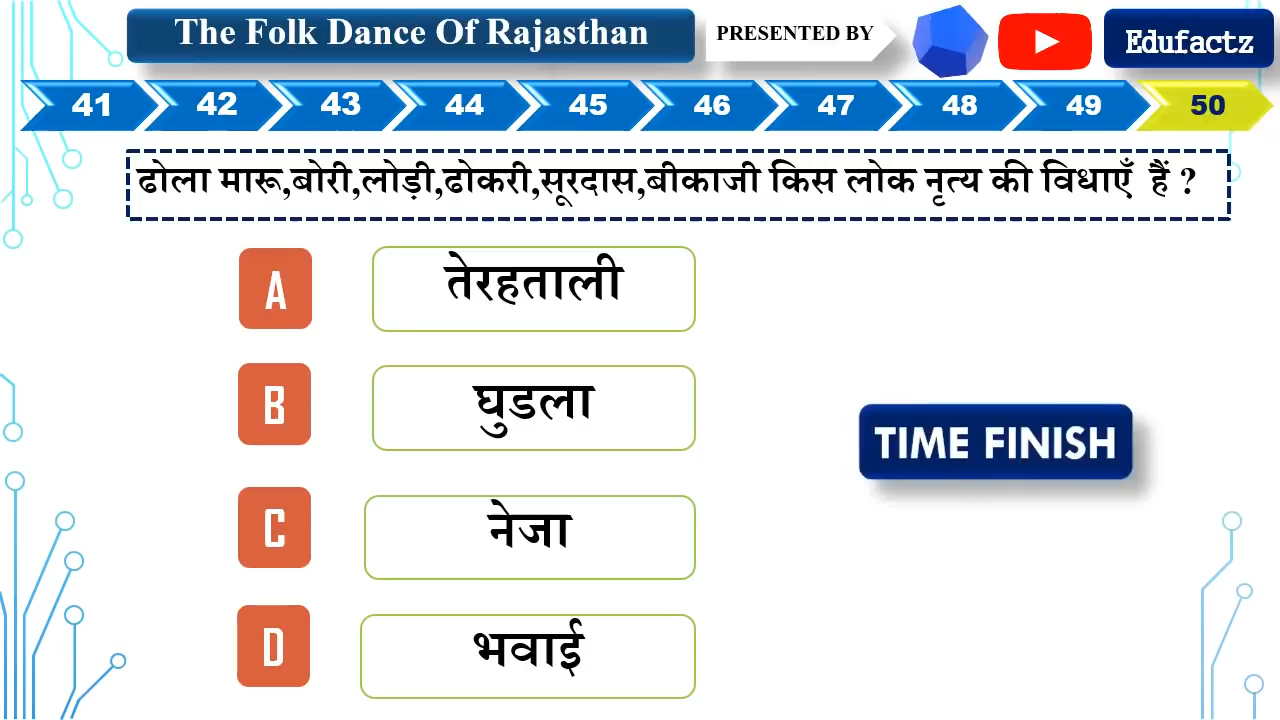 The Folk Dance Of Rajasthan
PRESENTED BY
Edufactz
41 42 43 44 45 46 47 48 49 50
ढोला मारू,बोरी,लोड़ी,ढोकरी,सूरदास,बीकाजी किस लोक नृत्य की विधाएँ हैं ?
A तेरहताली
B घुडला
TIME FINISH
C नेजा
D भवाई